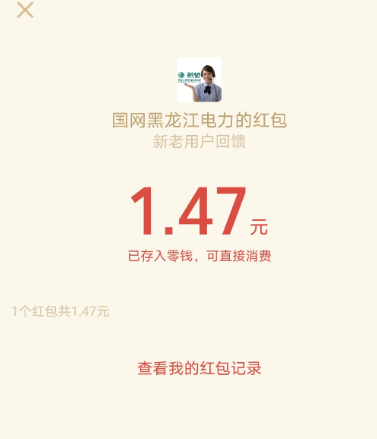 国网黑龙江电力的红包
新老用户回馈
1.47元
已存入零钱，可直接消费
1个红包共1.47元
查看我的红包记录